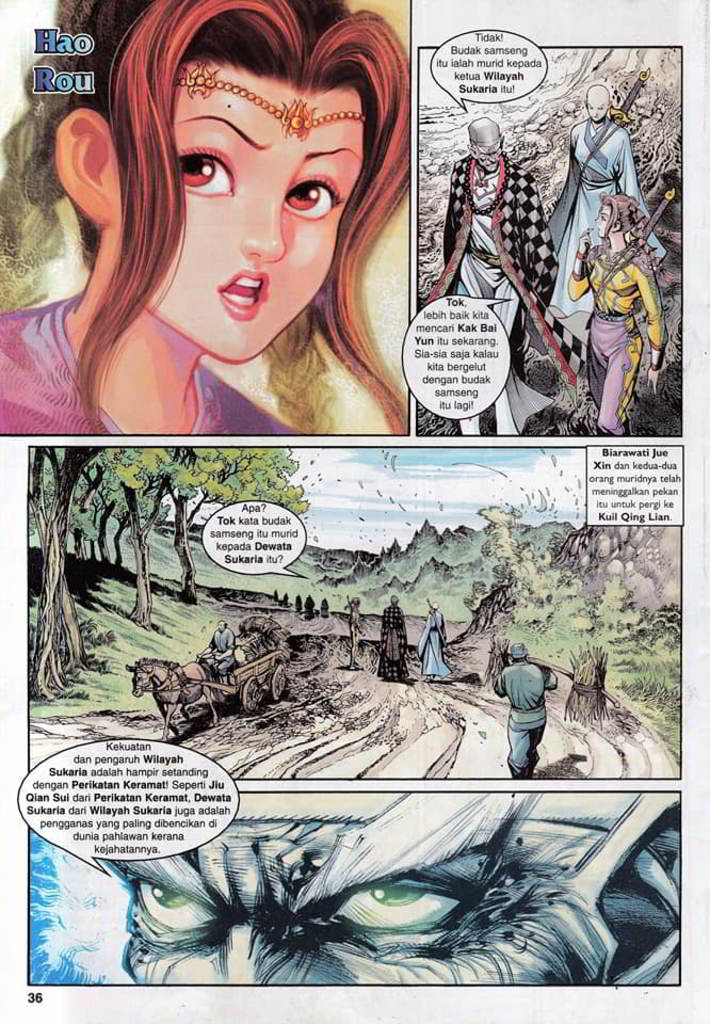 Hao
Rou
Tidak!
Budak samseng
itu ialah murid kepada
ketua Wilayah
Sukaria itu!
Tok,
lebih baik kita
mencari Kak Bai
Yun itu sekarang.
Sia-sia saja kalau
kita bergelut
dengan budak
samseng
itu lagi!
Biarawati Jue
Xin dan kedua-dua
orang muridnya telah
meninggalkan pekan
itu untuk pergi ke
Kuil Qing Lian.
Apa?
Tok kata budak
samseng itu murid
kepada Dewata
Sukaria itu?
Kekuatan
dan pengaruh Wilayah
Sukaria adalah hampir setanding
dengan Perikatan Keramat! Seperti Jiu
Qian Sui dari Perikatan Keramat, Dewata
Sukaria dari Wilayah Sukaria juga adalah
pengganas yang paling dibencikan di
dunia pahlawan kerana
kejahatannya.
36